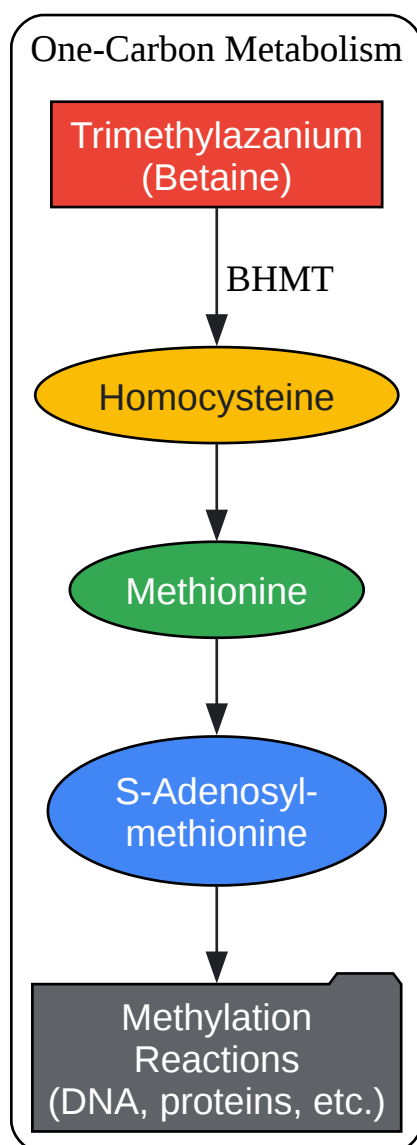 One-Carbon Metabolism
Trimethylazanium
(Betaine)
BHMT
Homocysteine
Methionine
S-Adenosyl-
methionine
Methylation
Reactions
(DNA, proteins, etc.)